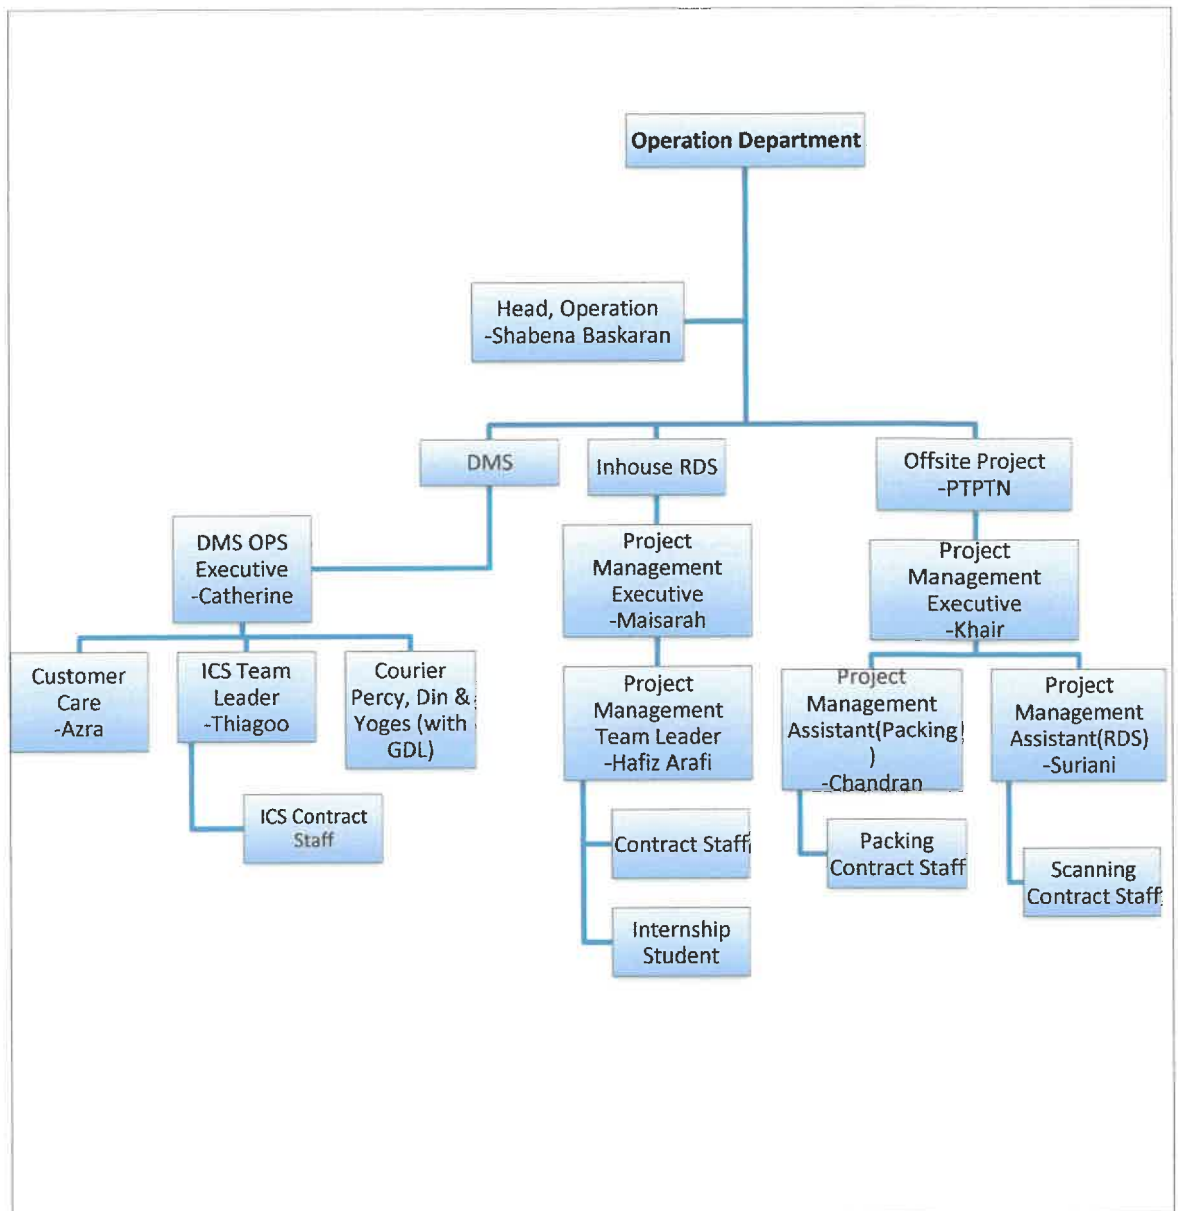 Operation Department
Head, Operation
-Shabena Baskaran
DMS
Inhouse RDS
Offsite Project
-PTPTN
DMS OPS
Executive
-Catherine
Project
Management
Executive
-Maisarah
Project
Management
Executive
-Khair
Customer
Care
-Azra
ICS Team
Leader
-Thiagoo
Courier
Percy, Din &
Yoges (with
GDL)
Project
Management
Team Leader
-Hafiz Arafi
Project
Management
Assistant(Packing
)
-Chandran
Project
Management
Assistant(RDS)
-Suriani
ICS Contract
Staff
Contract Staff
Packing
Contract Staff
Scanning
Contract Staff
Internship
Student